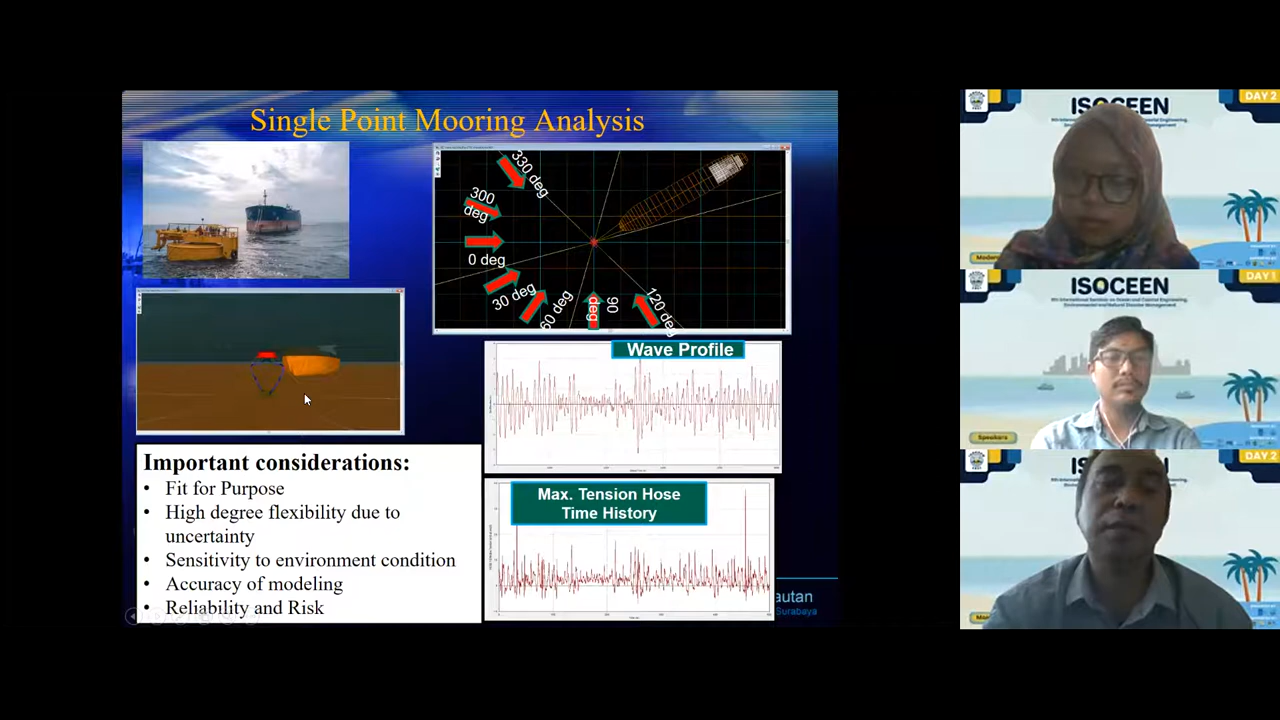 Single Point Mooring Analysis
330 deg
300
deg
0 deg
30 deg
60 deg
90
deg
120 deg
Wave Profile
Max. Tension Hose
Time History
Important considerations:
• Fit for Purpose
• High degree flexibility due to
uncertainty
• Sensitivity to environment condition
• Accuracy of modeling
• Reliability and Risk
autan
Surabaya
DAY 2
ISOCEEN
DAY 1
ISOCEEN
Speakers
DAY 2